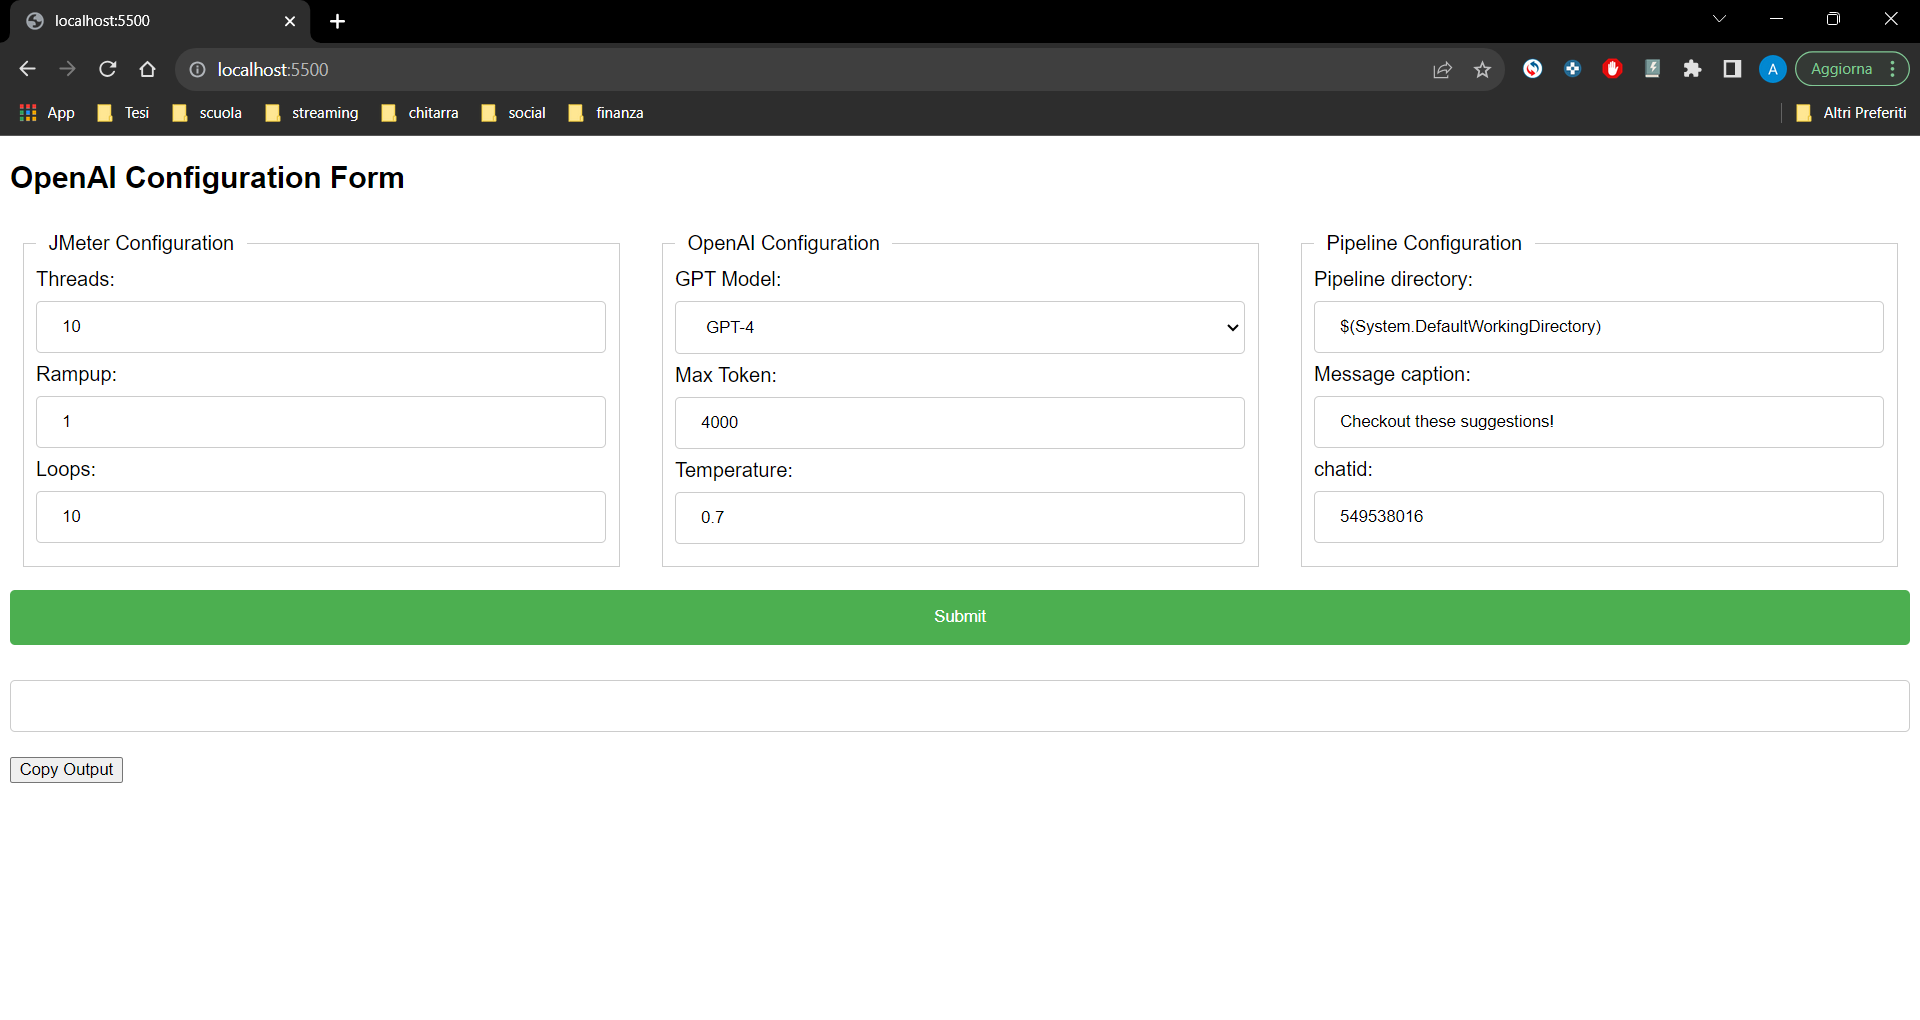 localhost:5500
localhost:5500
A
Aggiorna
App
Tesi
scuola
streaming
chitarra
social
finanza
Altri Preferiti
OpenAI Configuration Form
JMeter Configuration
Threads:
10
Rampup:
1
Loops:
10
OpenAI Configuration
GPT Model:
GPT-4
Max Token:
4000
Temperature:
0.7
Pipeline Configuration
Pipeline directory:
$(System.DefaultWorkingDirectory)
Message caption:
Checkout these suggestions!
chatid:
549538016
Submit
Copy Output